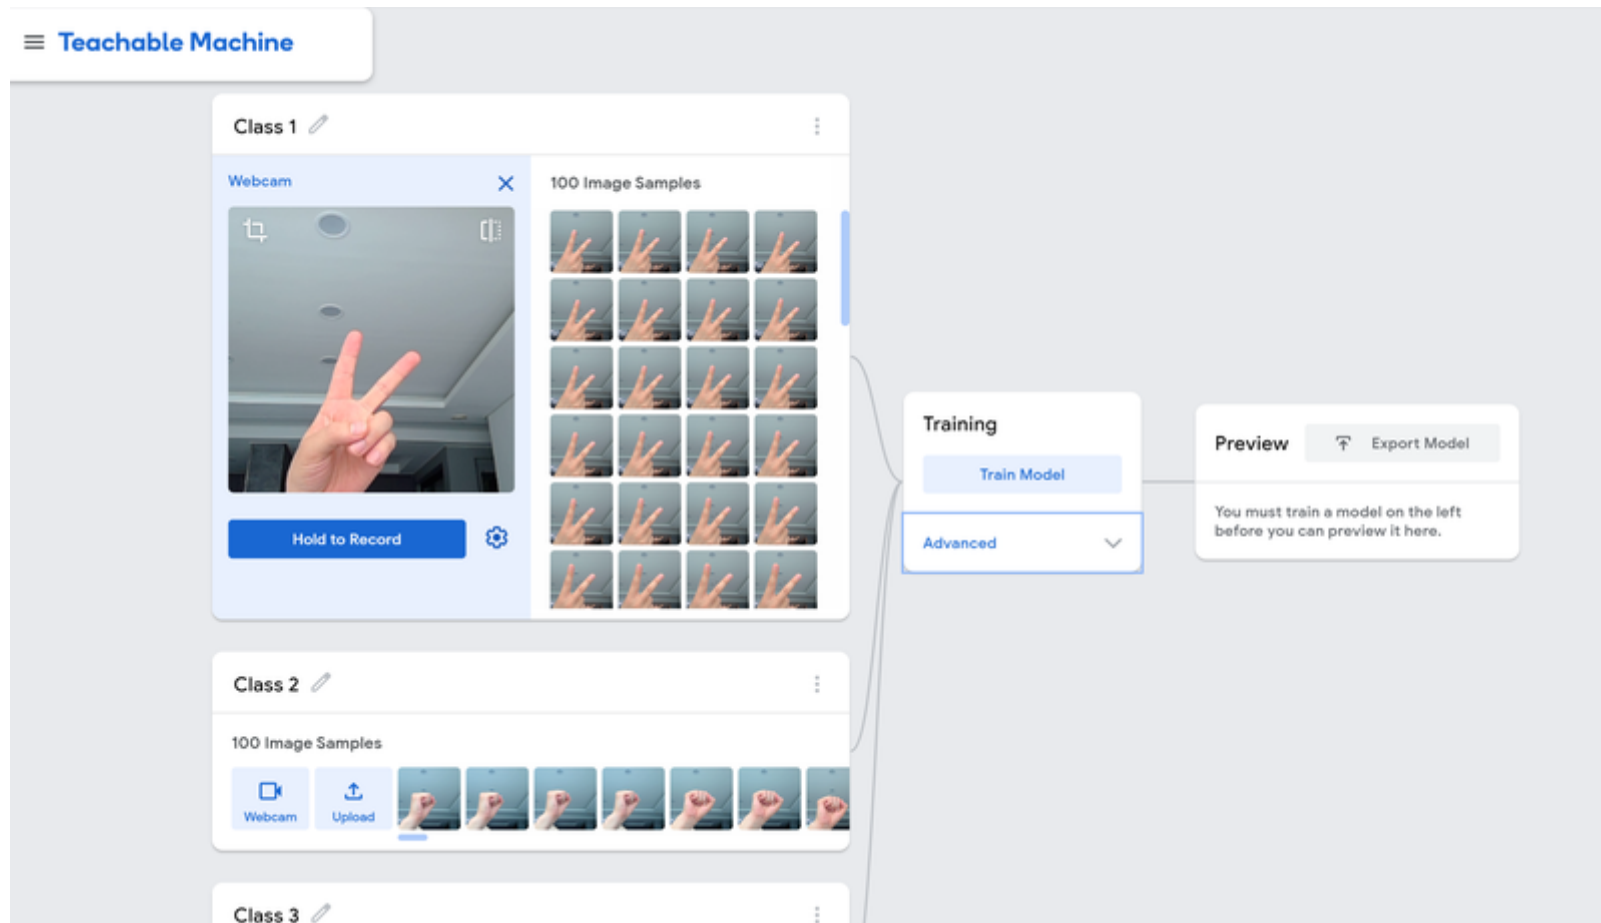 Teachable Machine
Class 1
Webcam
100 Image Samples
Hold to Record
Class 2
100 Image Samples
Webcam
Upload
Class 3
Training
Train Model
Advanced
Preview
Export Model
You must train a model on the left
before you can preview it here.